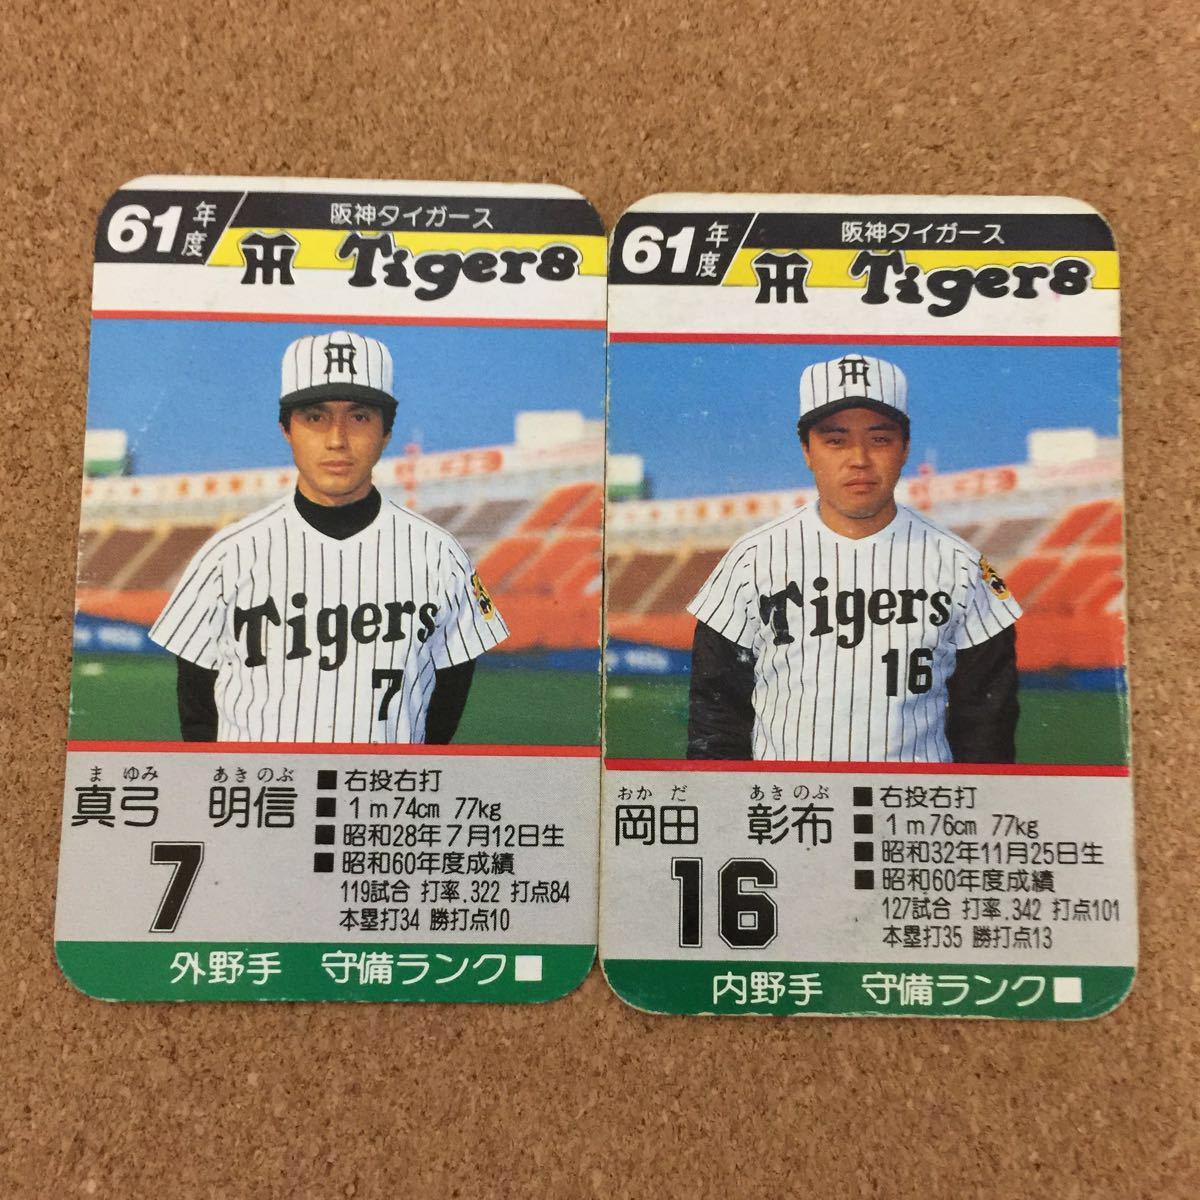 61年度
阪神タイガース
TH Tigers
TH
Tigers
7
ま ゆみ あきのぶ
真弓 明信
7
■右投右打
■1m74cm 77kg
■昭和28年7月12日生
■昭和60年度成績
119試合 打率.322 打点84
本塁打34 勝打点10
外野手 守備ランク■
61年度
阪神タイガース
TH Tigers
TH
Tigers
16
おか だ あきのぶ
岡田 彰布
16
■右投右打
■1m76cm 77kg
■昭和32年11月25日生
■昭和60年度成績
127試合 打率.342 打点101
本塁打35 勝打点13
内野手 守備ランク■